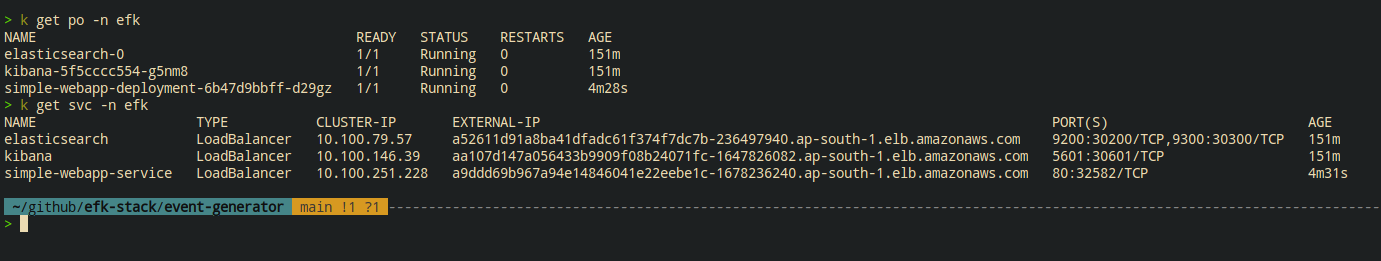 > k get po -n efk
NAME READY STATUS RESTARTS AGE
elasticsearch-0 1/1 Running 0 151m
kibana-5f5cccc554-g5nm8 1/1 Running 0 151m
simple-webapp-deployment-6b47d9bbff-d29gz 1/1 Running 0 4m28s
> k get svc -n efk
NAME TYPE CLUSTER-IP EXTERNAL-IP PORT(S) AGE
elasticsearch LoadBalancer 10.100.79.57 a52611d91a8ba41dfadc61f374f7dc7b-236497940.ap-south-1.elb.amazonaws.com 9200:30200/TCP,9300:30300/TCP 151m
kibana LoadBalancer 10.100.146.39 aa107d147a056433b9909f08b24071fc-1647826082.ap-south-1.elb.amazonaws.com 5601:30601/TCP 151m
simple-webapp-service LoadBalancer 10.100.251.228 a9ddd69b967a94e14846041e22eebe1c-1678236240.ap-south-1.elb.amazonaws.com 80:32582/TCP 4m31s
~/github/efk-stack/event-generator main !1 ?1
>